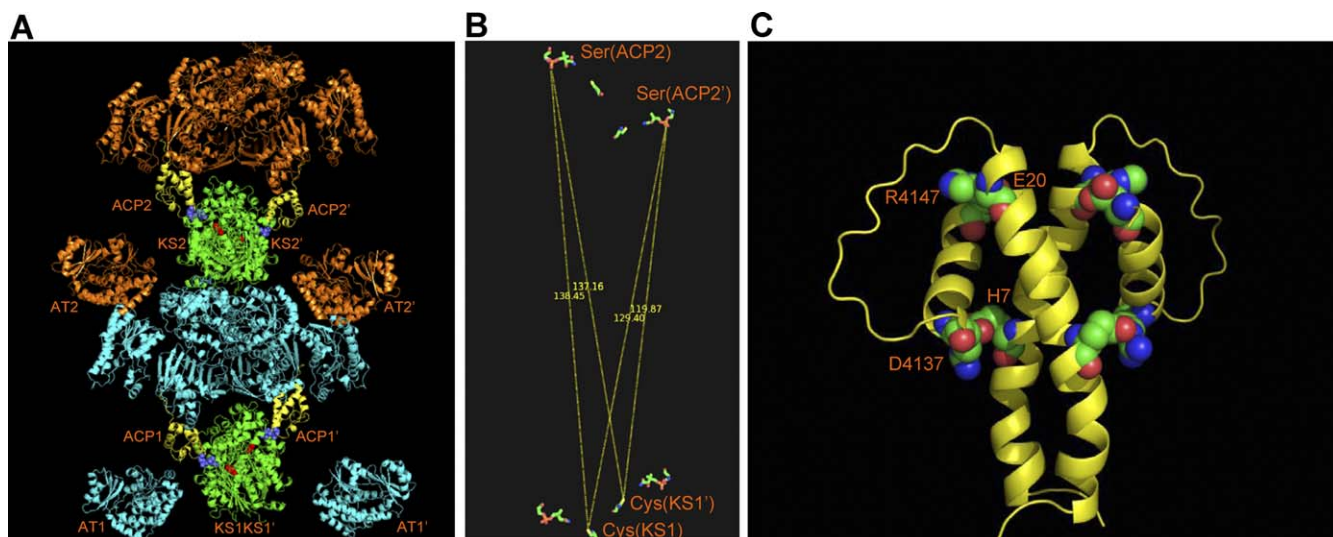 A
ACP2
ACP2'
KS2
KS2'
AT2
AT2'
ACP1
ACP1'
AT1
KS1KS1'
AT1'
B
Ser(ACP2)
Ser(ACP2')
137.16
138.45
119.87
129.40
Cys(KS1')
Cys(KS1)
C
R4147
E20
H7
D4137